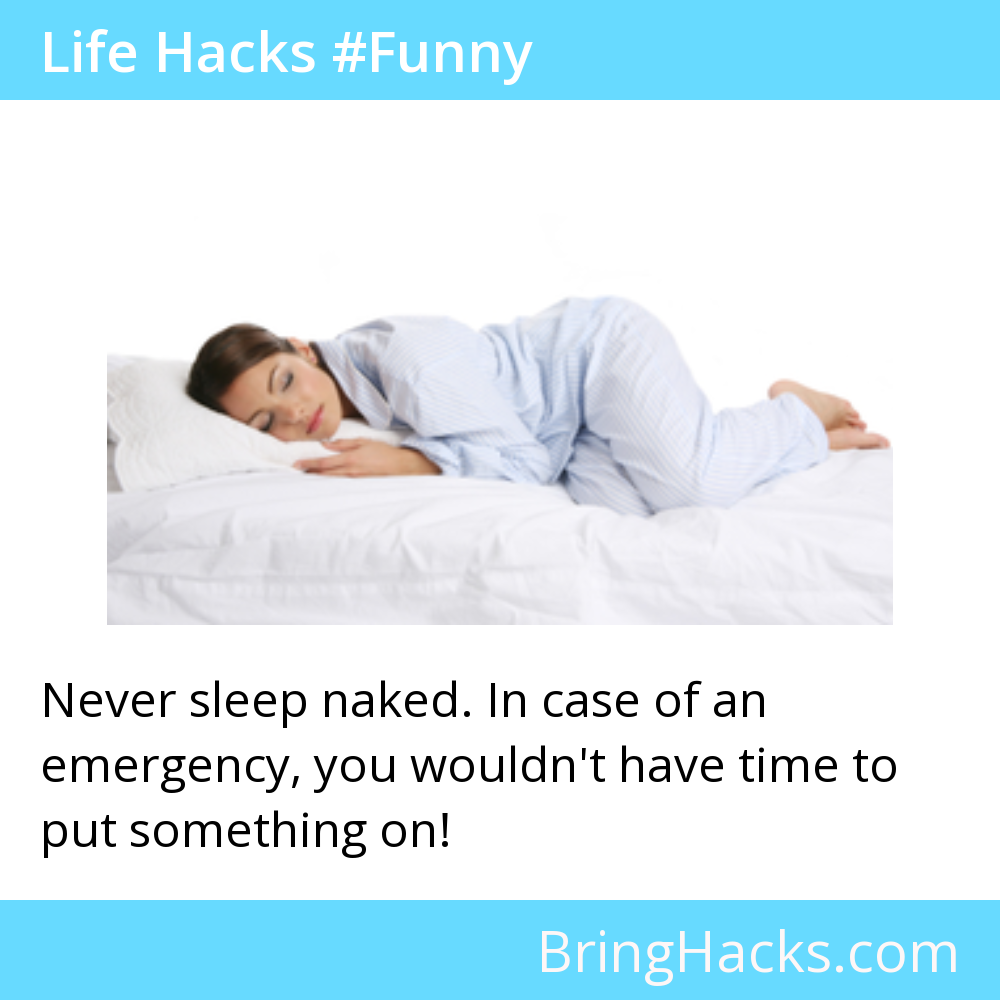 Life Hacks #Funny
Never sleep naked. In case of an
emergency, you wouldn't have time to
put something on!
BringHacks.com